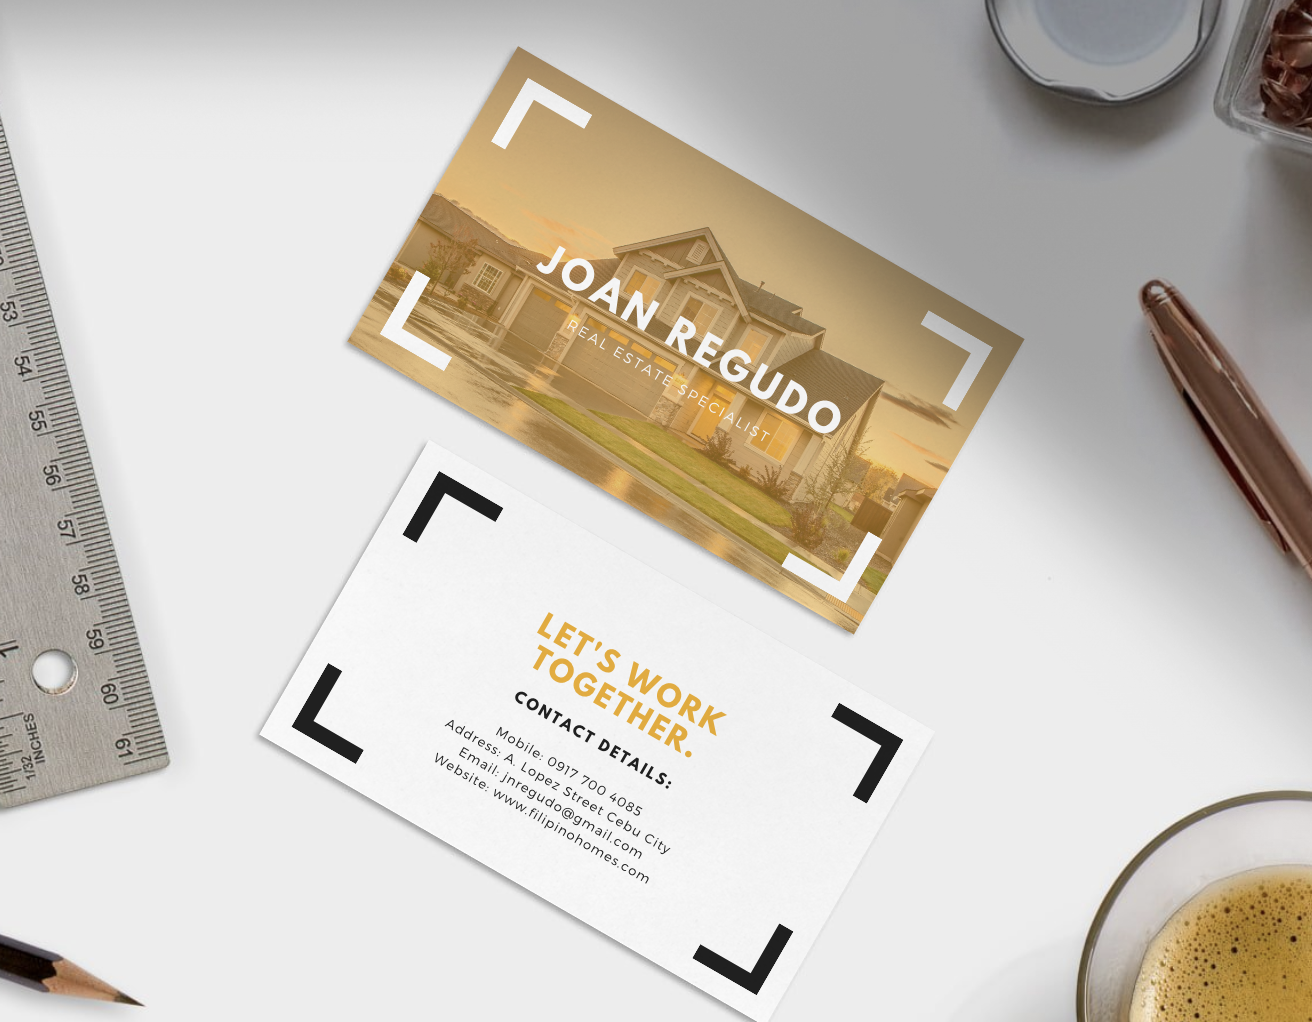 JOAN REGUDO
REAL ESTATE SPECIALIST
LET'S WORK
TOGETHER.
CONTACT DETAILS:
Mobile: 0917 700 4085
Address: A. Lopez Street Cebu City
Email: jnregudo@gmail.com
Website: www.filipinohomes.com
53
54
55
56
57
58
59
60
61
1/32
INCHES